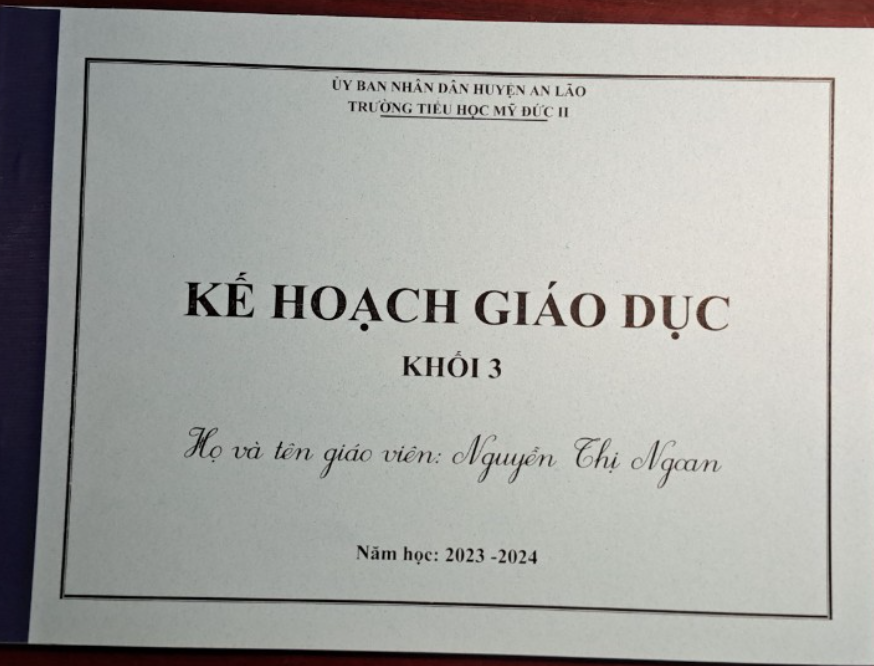 ỦY BAN NHÂN DÂN HUYỆN AN LÃO
TRƯỜNG TIỂU HỌC MỸ ĐỨC II
KẾ HOẠCH GIÁO DỤC
KHỐI 3
Họ và tên giáo viên: Nguyễn Thị Ngoan
Năm học: 2023 -2024